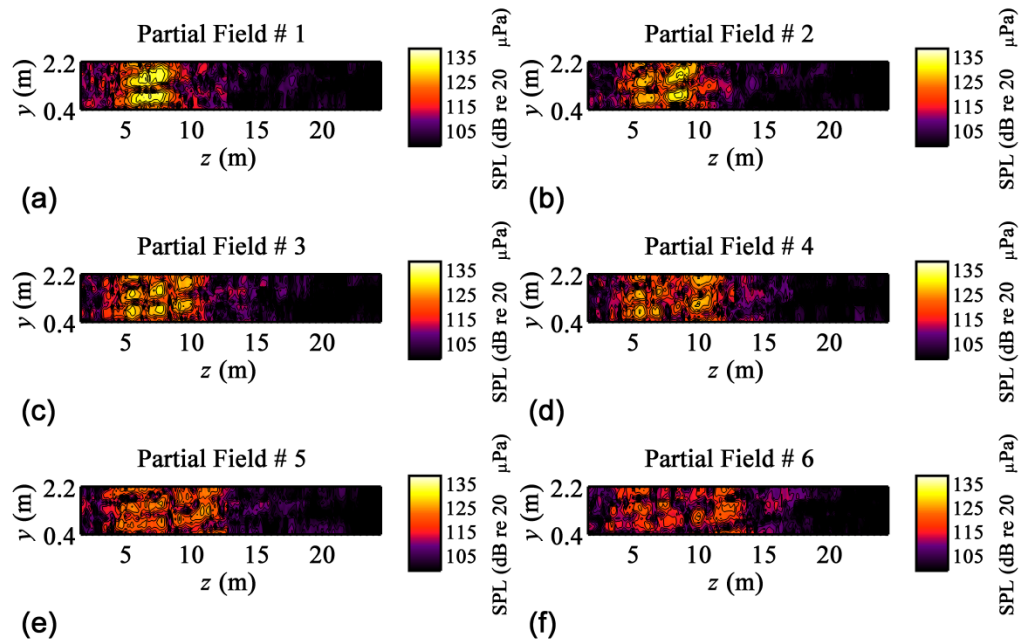 Partial Field # 1
y (m)
2.2
0.4
5 10 15 20
z (m)
135
125
115
105
SPL (dB re 20 µPa)
(a)
Partial Field # 2
y (m)
2.2
0.4
5 10 15 20
z (m)
135
125
115
105
SPL (dB re 20 µPa)
(b)
Partial Field # 3
y (m)
2.2
0.4
5 10 15 20
z (m)
135
125
115
105
SPL (dB re 20 µPa)
(c)
Partial Field # 4
y (m)
2.2
0.4
5 10 15 20
z (m)
135
125
115
105
SPL (dB re 20 µPa)
(d)
Partial Field # 5
y (m)
2.2
0.4
5 10 15 20
z (m)
135
125
115
105
SPL (dB re 20 µPa)
(e)
Partial Field # 6
y (m)
2.2
0.4
5 10 15 20
z (m)
135
125
115
105
SPL (dB re 20 µPa)
(f)